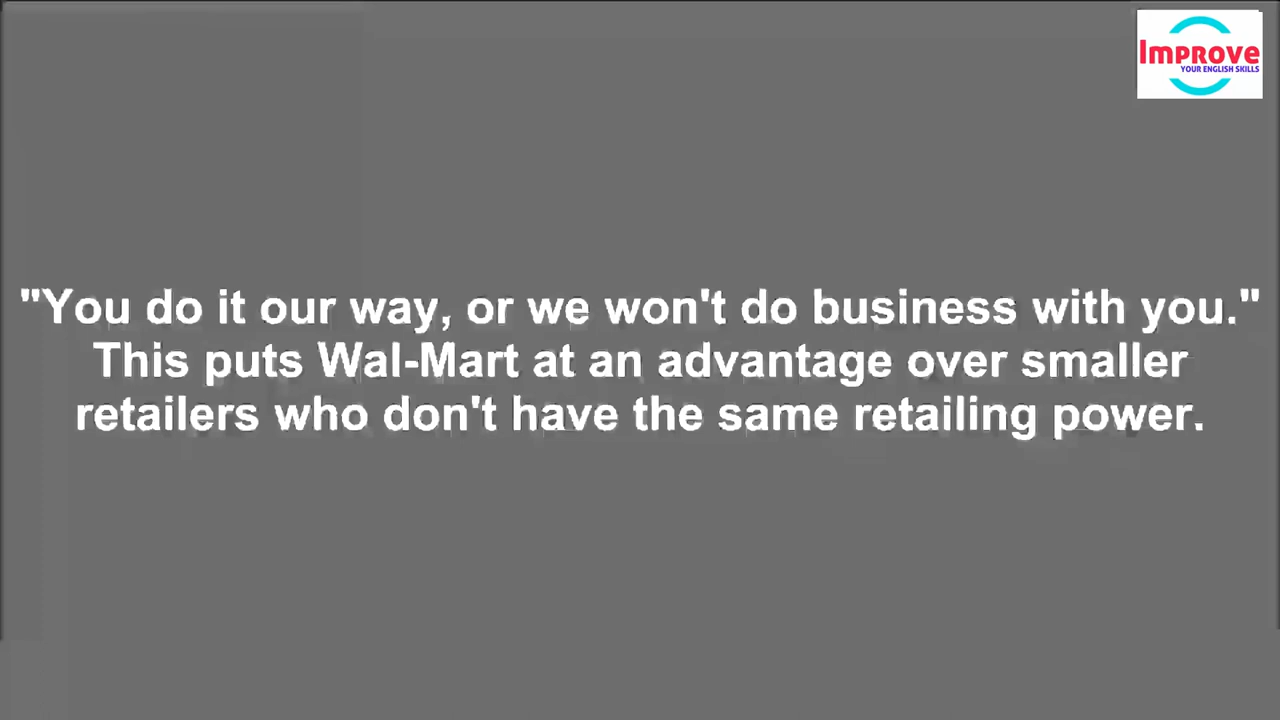 Improve
YOUR ENGLISH SKILLS
"You do it our way, or we won't do business with you."
This puts Wal-Mart at an advantage over smaller
retailers who don't have the same retailing power.